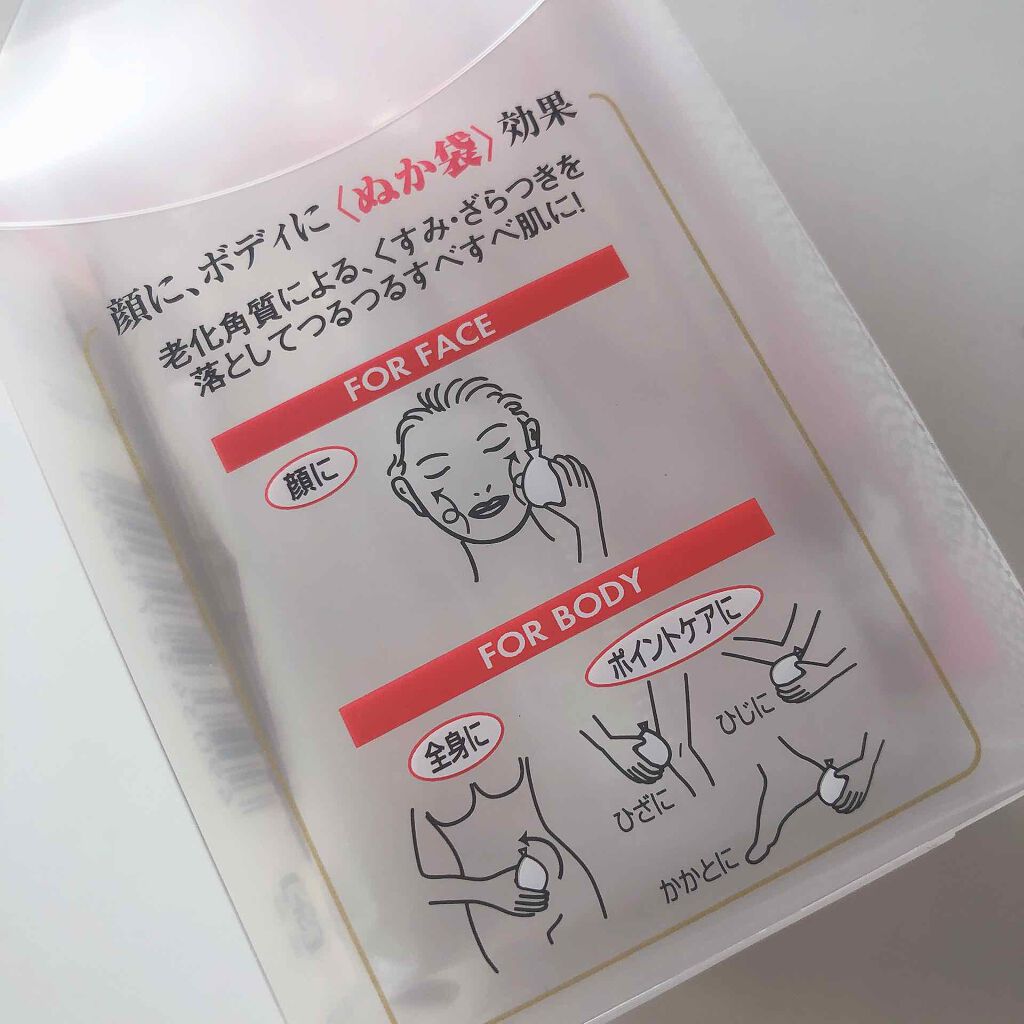 顔に、ボディに〈ぬか袋〉効果
老化角質による、くすみ・ざらつきを
落としてつるつるすべすべ肌に!
FOR FACE
顔に
FOR BODY
ポイントケアに
全身に
ひじに
ひざに
かかとに